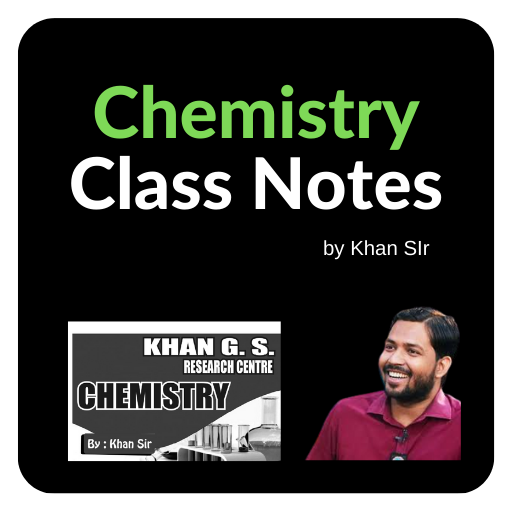 Chemistry
Class Notes
by Khan SIr
KHAN G. S.
RESEARCH CENTRE
CHEMISTRY
By : Khan Sir